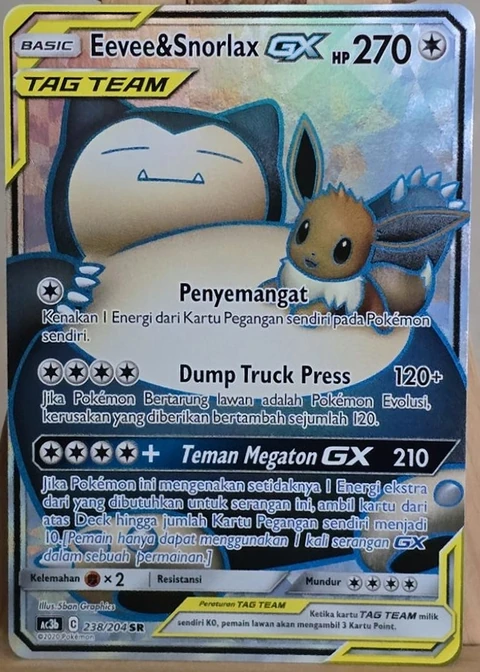 BASIC Eevee&Snorlax GX HP 270
TAG TEAM
Penyemangat
Kenakan 1 Energi dari Kartu Pegangan sendiri pada Pokémon
sendiri.
Dump Truck Press 120+
Jika Pokémon Bertarung lawan adalah Pokémon Evolusi,
kerusakan yang diberikan bertambah sejumlah 120.
+ Teman Megaton GX 210
Jika Pokémon ini mengenakan setidaknya 1 Energi ekstra
dari yang dibutuhkan untuk serangan ini, ambil kartu dari
atas Deck hingga jumlah Kartu Pegangan sendiri menjadi
10. [Pemain hanya dapat menggunakan 1 kali serangan GX
dalam sebuah permainan.]
Kelemahan × 2 Resistansi Mundur
Illus. 5ban Graphics
Peraturan TAG TEAM
Ketika kartu TAG TEAM milik
sendiri KO, pemain lawan akan mengambil 3 Kartu Point.
AC3b C 238/204 SR
©2020 Pokémon